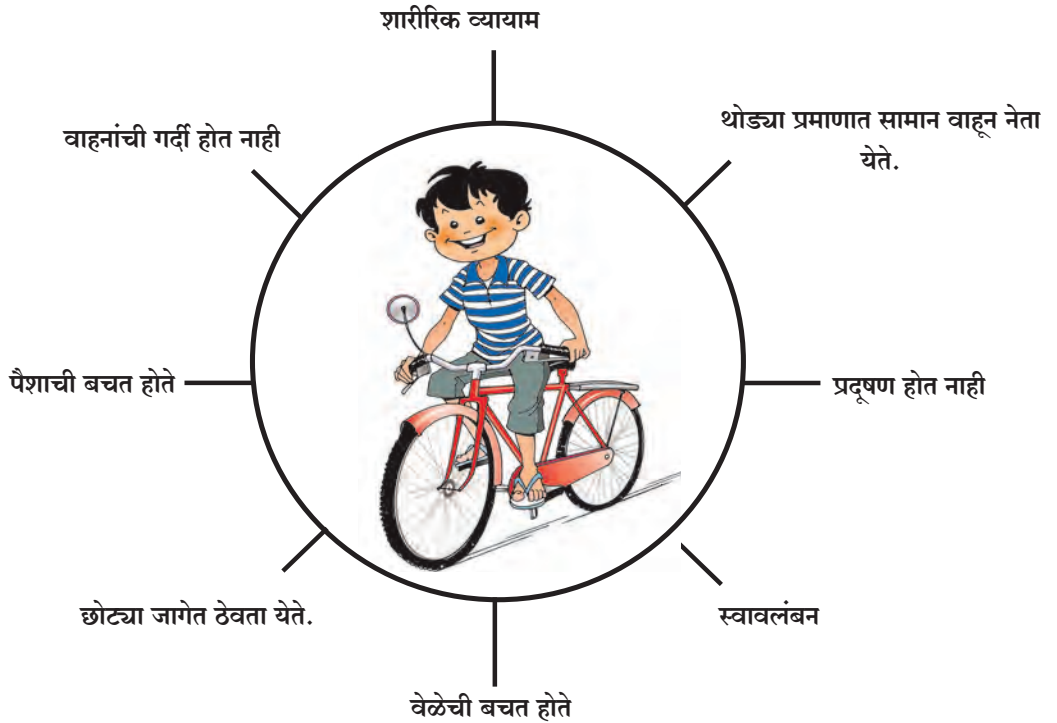 शारीरिक व्यायाम
थोड्या प्रमाणात सामान वाहून नेता
येते.
वाहनांची गर्दी होत नाही
पैशाची बचत होते
प्रदूषण होत नाही
छोट्या जागेत ठेवता येते.
स्वावलंबन
वेळेची बचत होते